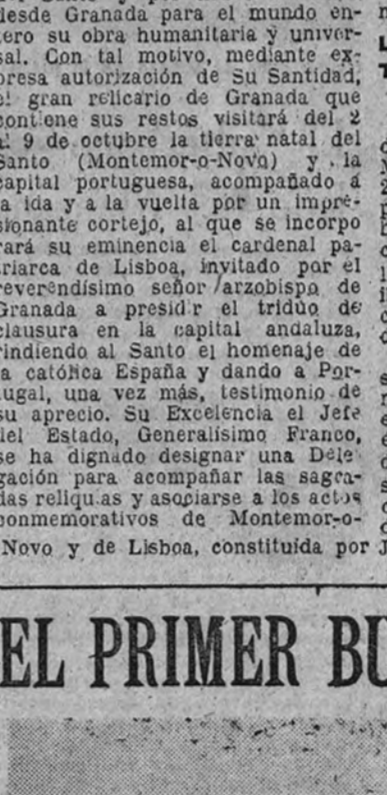 desde Granada para el mundo en-
tero su obra humanitaria y univer-
sal. Con tal motivo, mediante ex-
presa autorización de Su Santidad,
el gran relicario de Granada que
contiene sus restos visitará del 2
al 9 de octubre la tierra natal del
Santo (Montemor-o-Novo) y la
capital portuguesa, acompañado a
la ida y a la vuelta por un impre-
sionante cortejo, al que se incorpo
rará su eminencia el cardenal pa-
triarca de Lisboa, invitado por el
reverendísimo señor arzobispo de
Granada a presidir el triduo de
clausura en la capital andaluza,
rindiendo al Santo el homenaje de
la católica España y dando a Por-
tugal, una vez más, testimonio de
su aprecio. Su Excelencia el Jefe
del Estado, Generalísimo Franco,
se ha dignado designar una Dele
gación para acompañar las sagra-
das reliquias y asociarse a los actos
conmemorativos de Montemor-o-
Novo y de Lisboa, constituída por
EL PRIMER BU